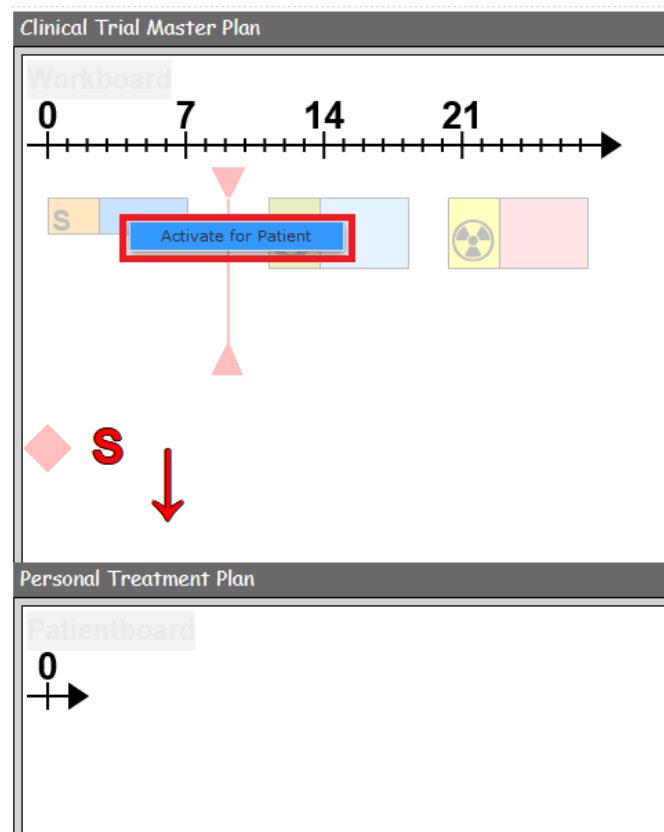 Clinical Trial Master Plan
Workboard
0 7 14 21
S
Activate for Patient
S
Personal Treatment Plan
Patientboard
0